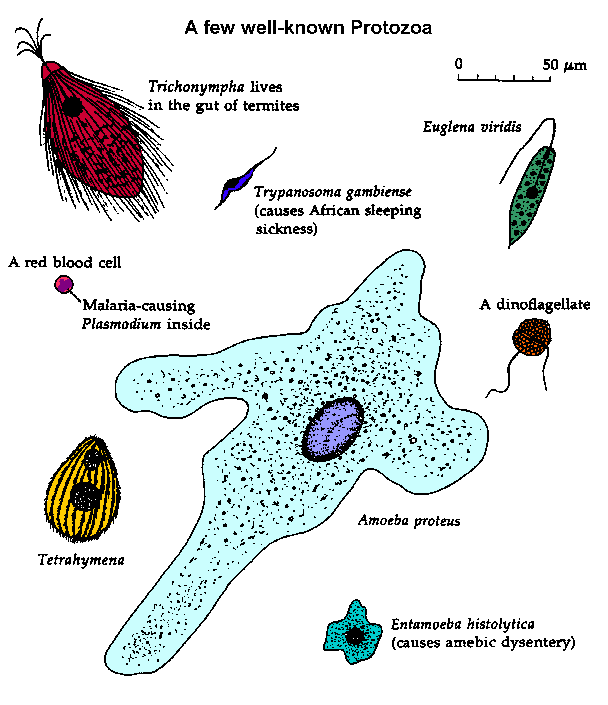 A few well-known Protozoa
0 50 μm
Trichonympha lives
in the gut of termites
Euglena viridis
Trypanosoma gambiense
(causes African sleeping
sickness)
A red blood cell
Malaria-causing
Plasmodium inside
A dinoflagellate
Amoeba proteus
Tetrahymena
Entamoeba histolytica
(causes amebic dysentery)